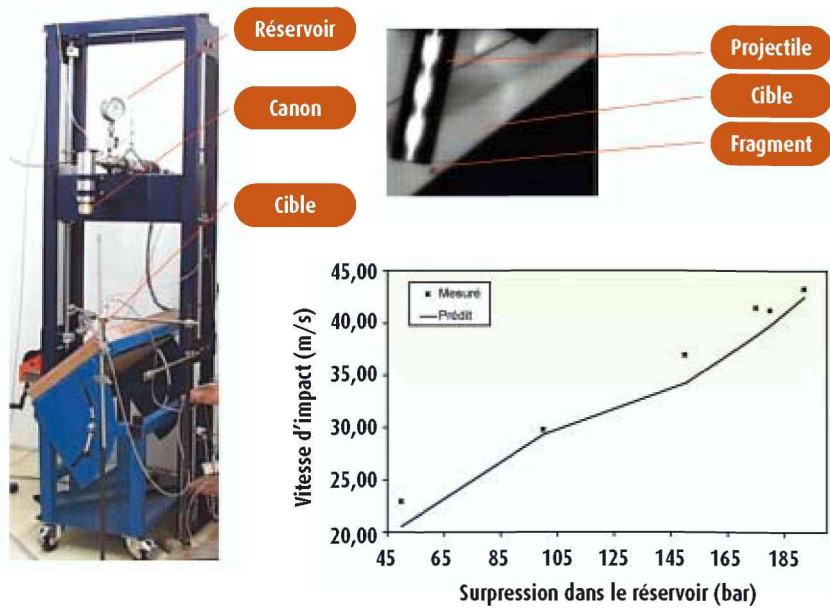 Réservoir
Canon
Cible
Projectile
Cible
Fragment
45,00
40,00
35,00
30,00
25,00
20,00
Vitesse d'impact (m/s)
Mesuré
Prédit
45 65 85 105 125 145 165 185
Surpression dans le réservoir (bar)